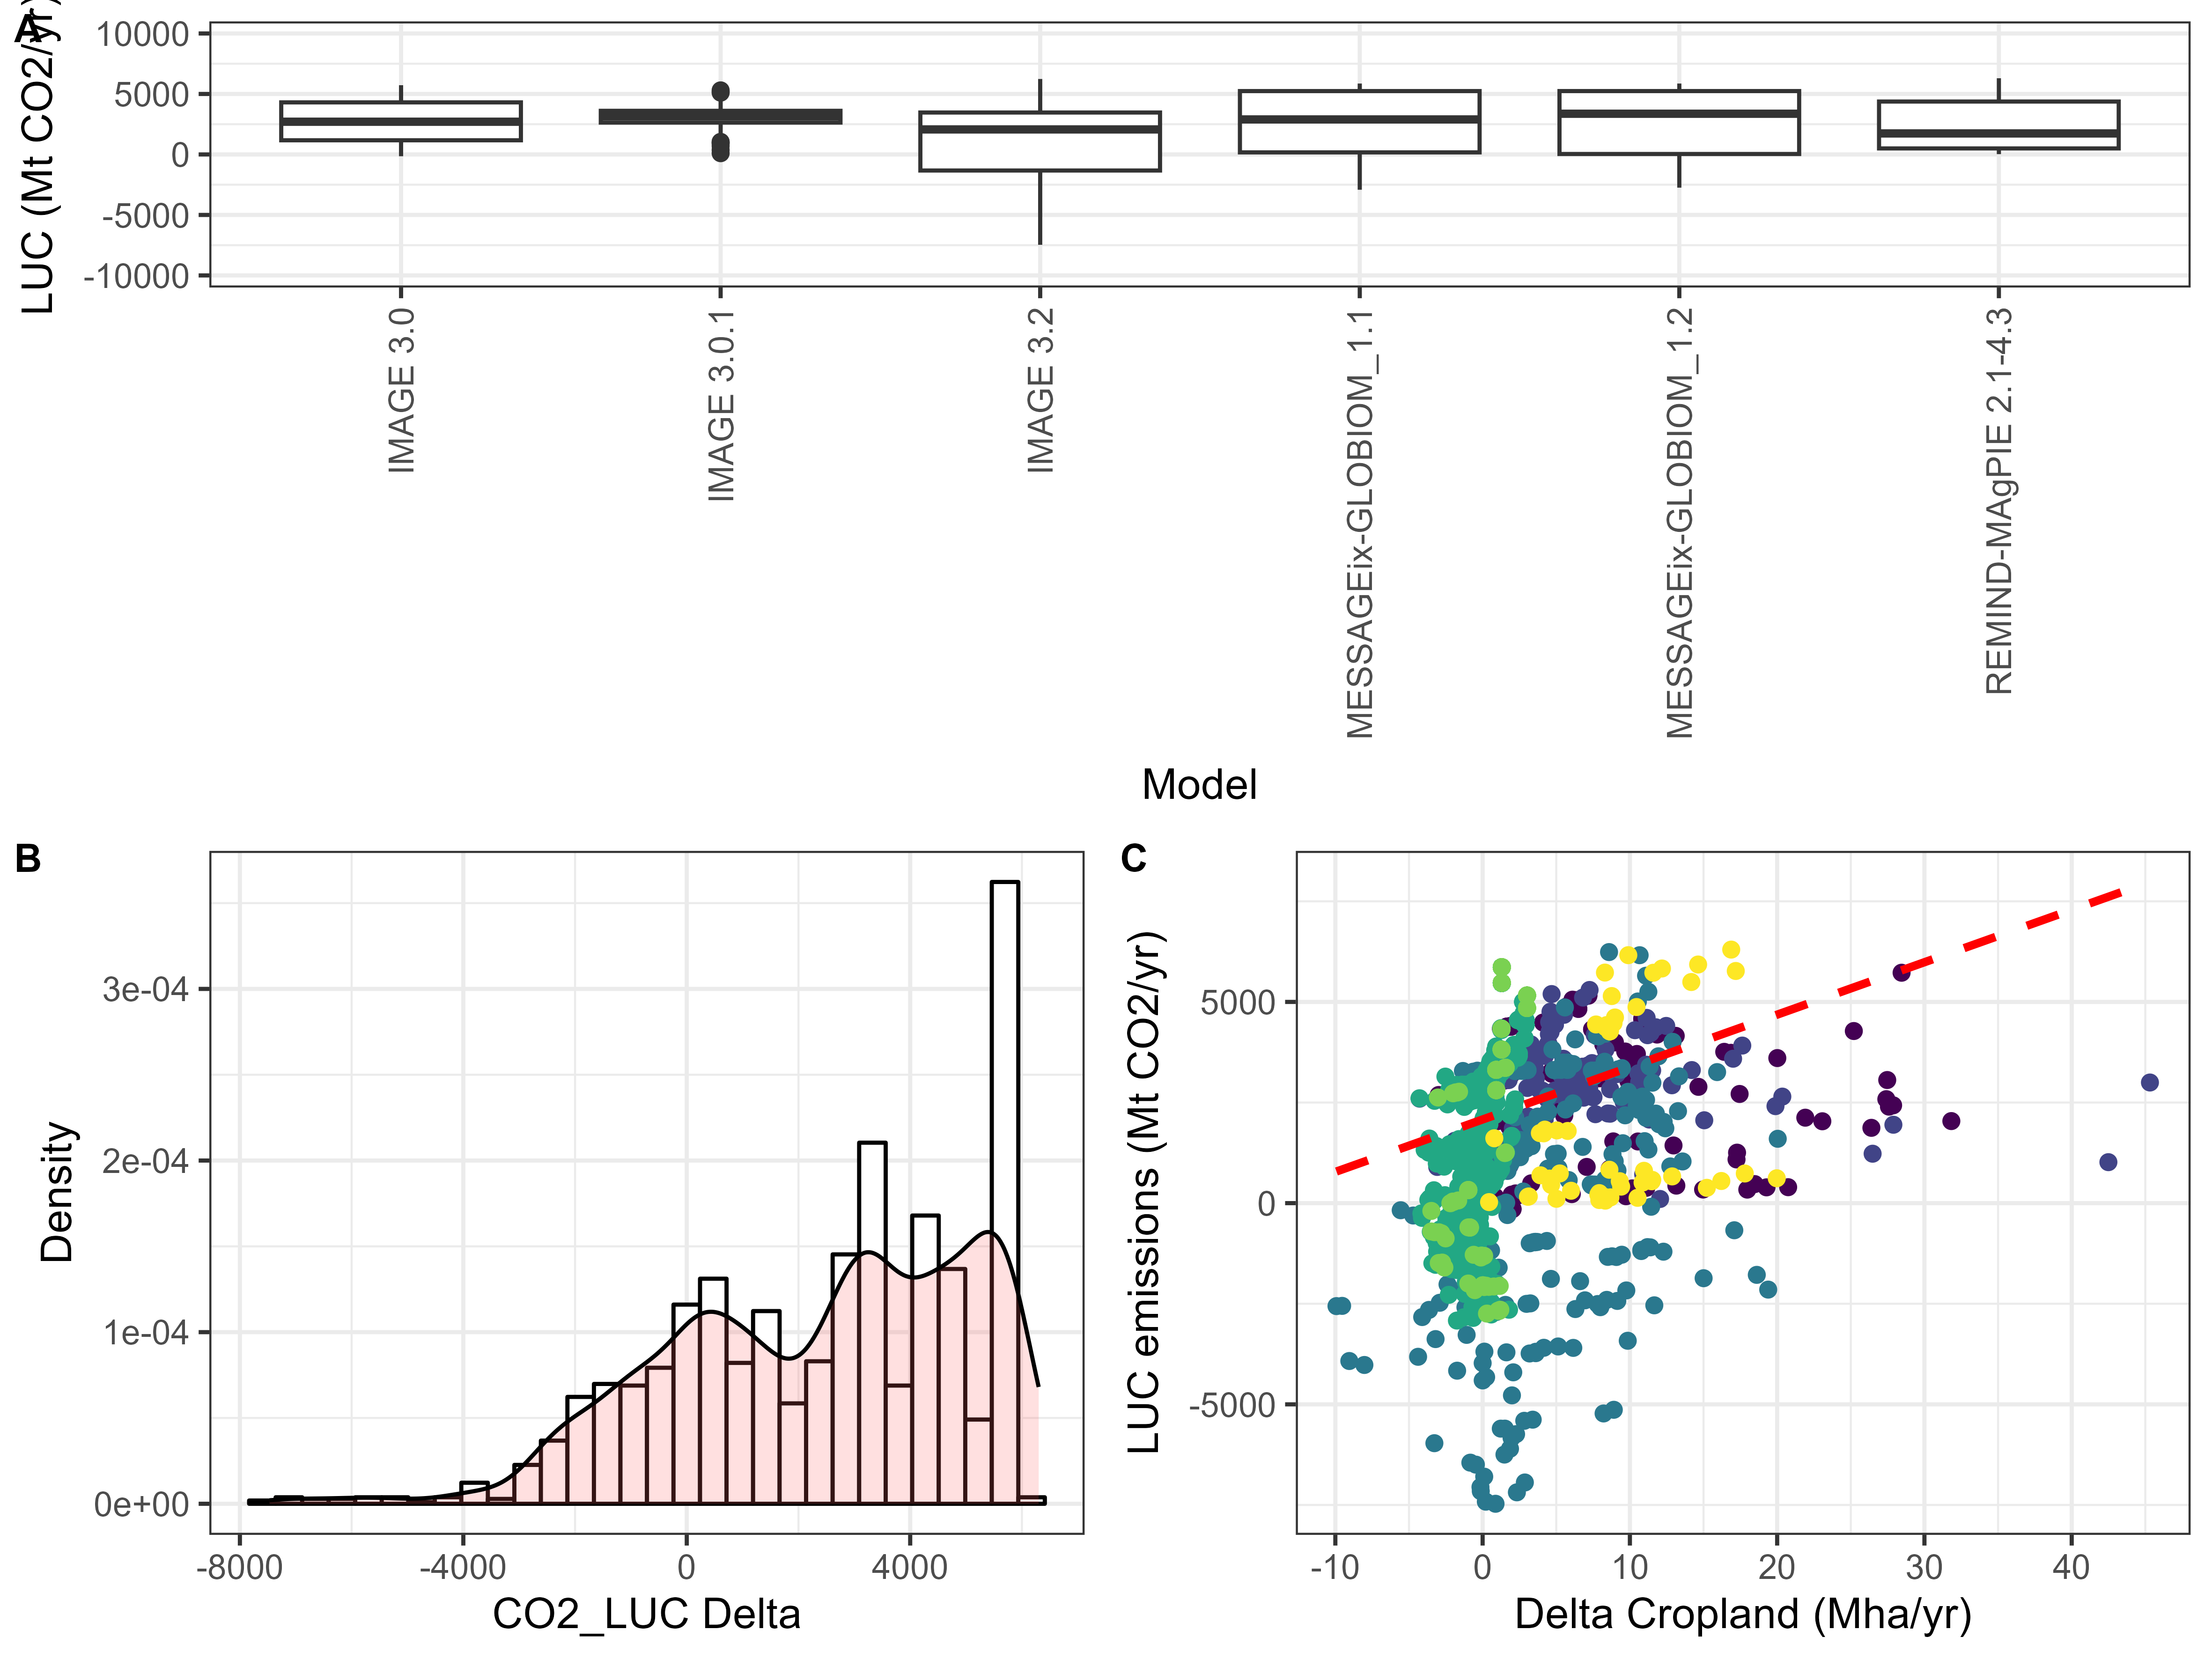 A
LUC (Mt CO2/yr)
10000
5000
0
-5000
-10000
IMAGE 3.0
IMAGE 3.0.1
IMAGE 3.2
MESSAGEix-GLOBIOM_1.1
MESSAGEix-GLOBIOM_1.2
REMIND-MAgPIE 2.1-4.3
Model
B
Density
3e-04
2e-04
1e-04
0e+00
-8000
-4000
0
4000
CO2_LUC Delta
C
LUC emissions (Mt CO2/yr)
5000
0
-5000
-10
0
10
20
30
40
Delta Cropland (Mha/yr)